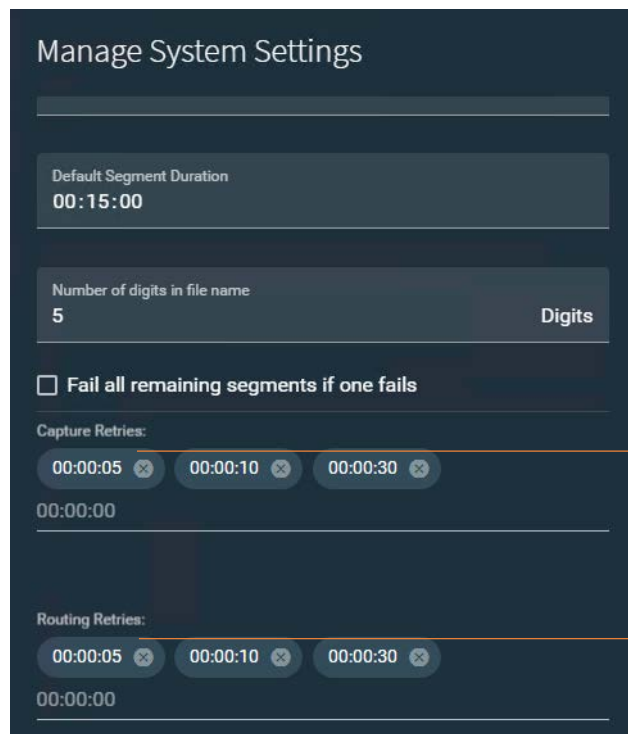 Manage System Settings
Default Segment Duration
00:15:00
Number of digits in file name
5 Digits
Fail all remaining segments if one fails
Capture Retries:
00:00:05 00:00:10 00:00:30
00:00:00
Routing Retries:
00:00:05 00:00:10 00:00:30
00:00:00